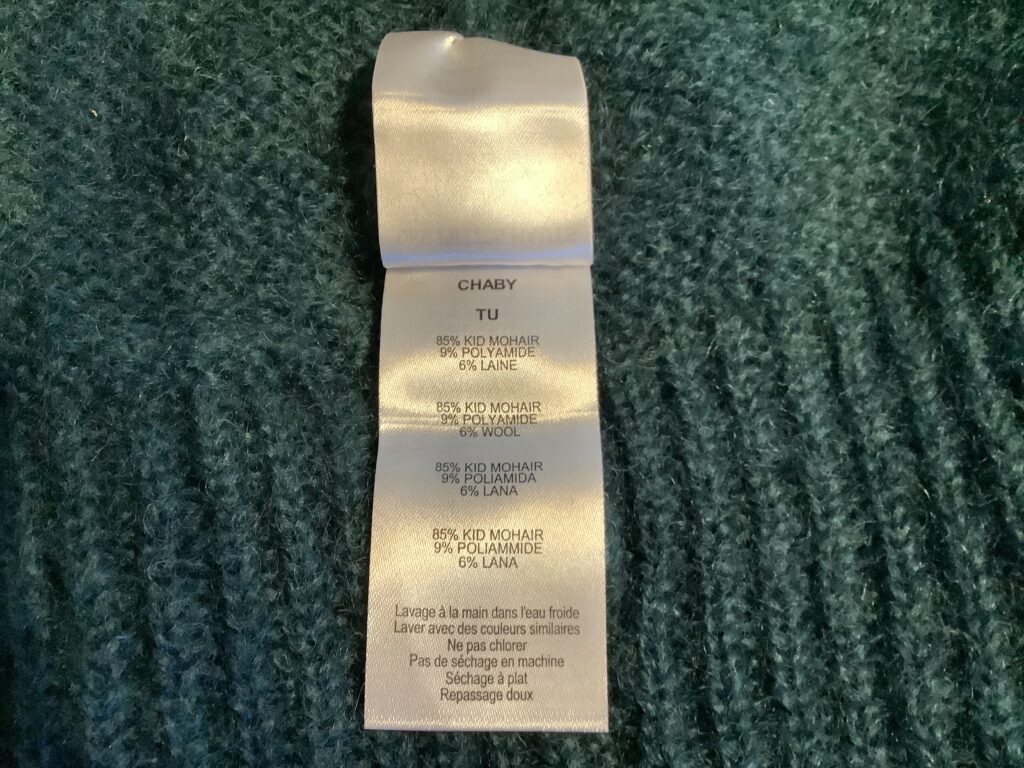 CHABY
TU
85% KID MOHAIR
9% POLYAMIDE
6% LAINE
85% KID MOHAIR
9% POLYAMIDE
6% WOOL
85% KID MOHAIR
9% POLIAMIDA
6% LANA
85% KID MOHAIR
9% POLIAMMIDE
6% LANA
Lavage à la main dans l'eau froide
Laver avec des couleurs similaires
Ne pas chlorer
Pas de séchage en machine
Séchage à plat
Repassage doux